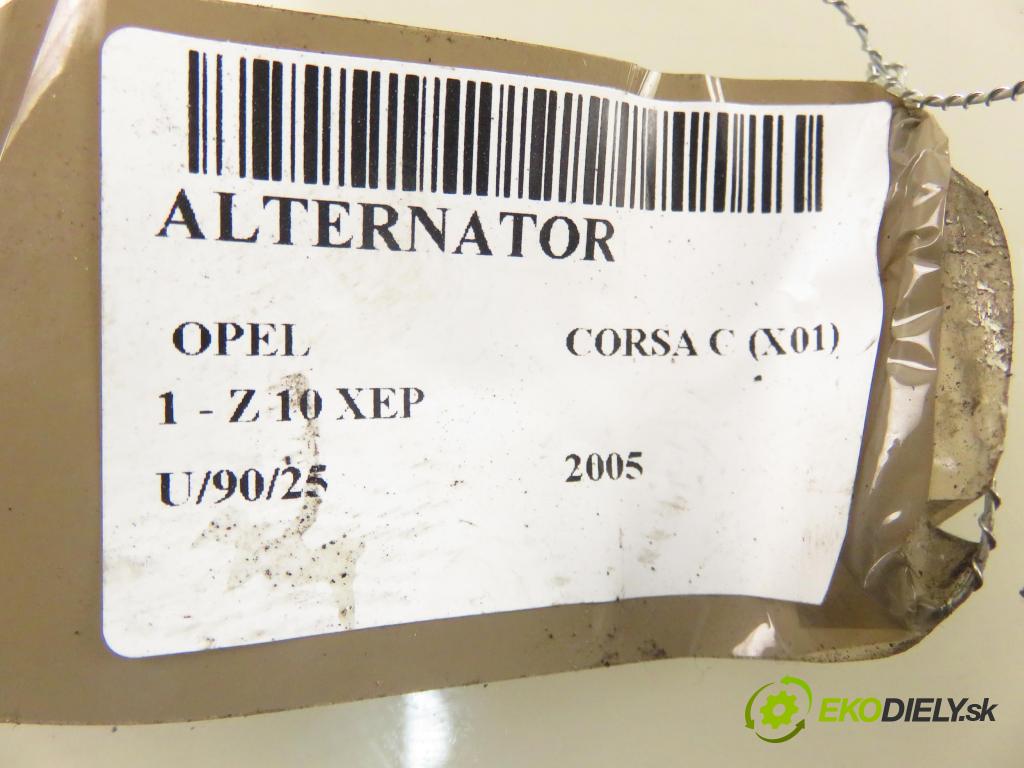 ALTERNATOR
OPEL CORSA C (X01)
1 - Z 10 XEP
U/90/25 2005
EKODIELY.sk